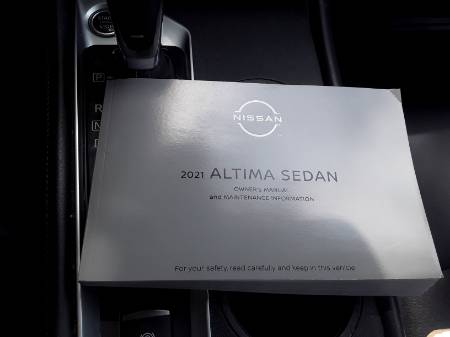 START
P
R
N
NISSAN
2021 ALTIMA SEDAN
OWNER'S MANUAL
and MAINTENANCE INFORMATION
For your safety, read carefully and keep in this vehicle